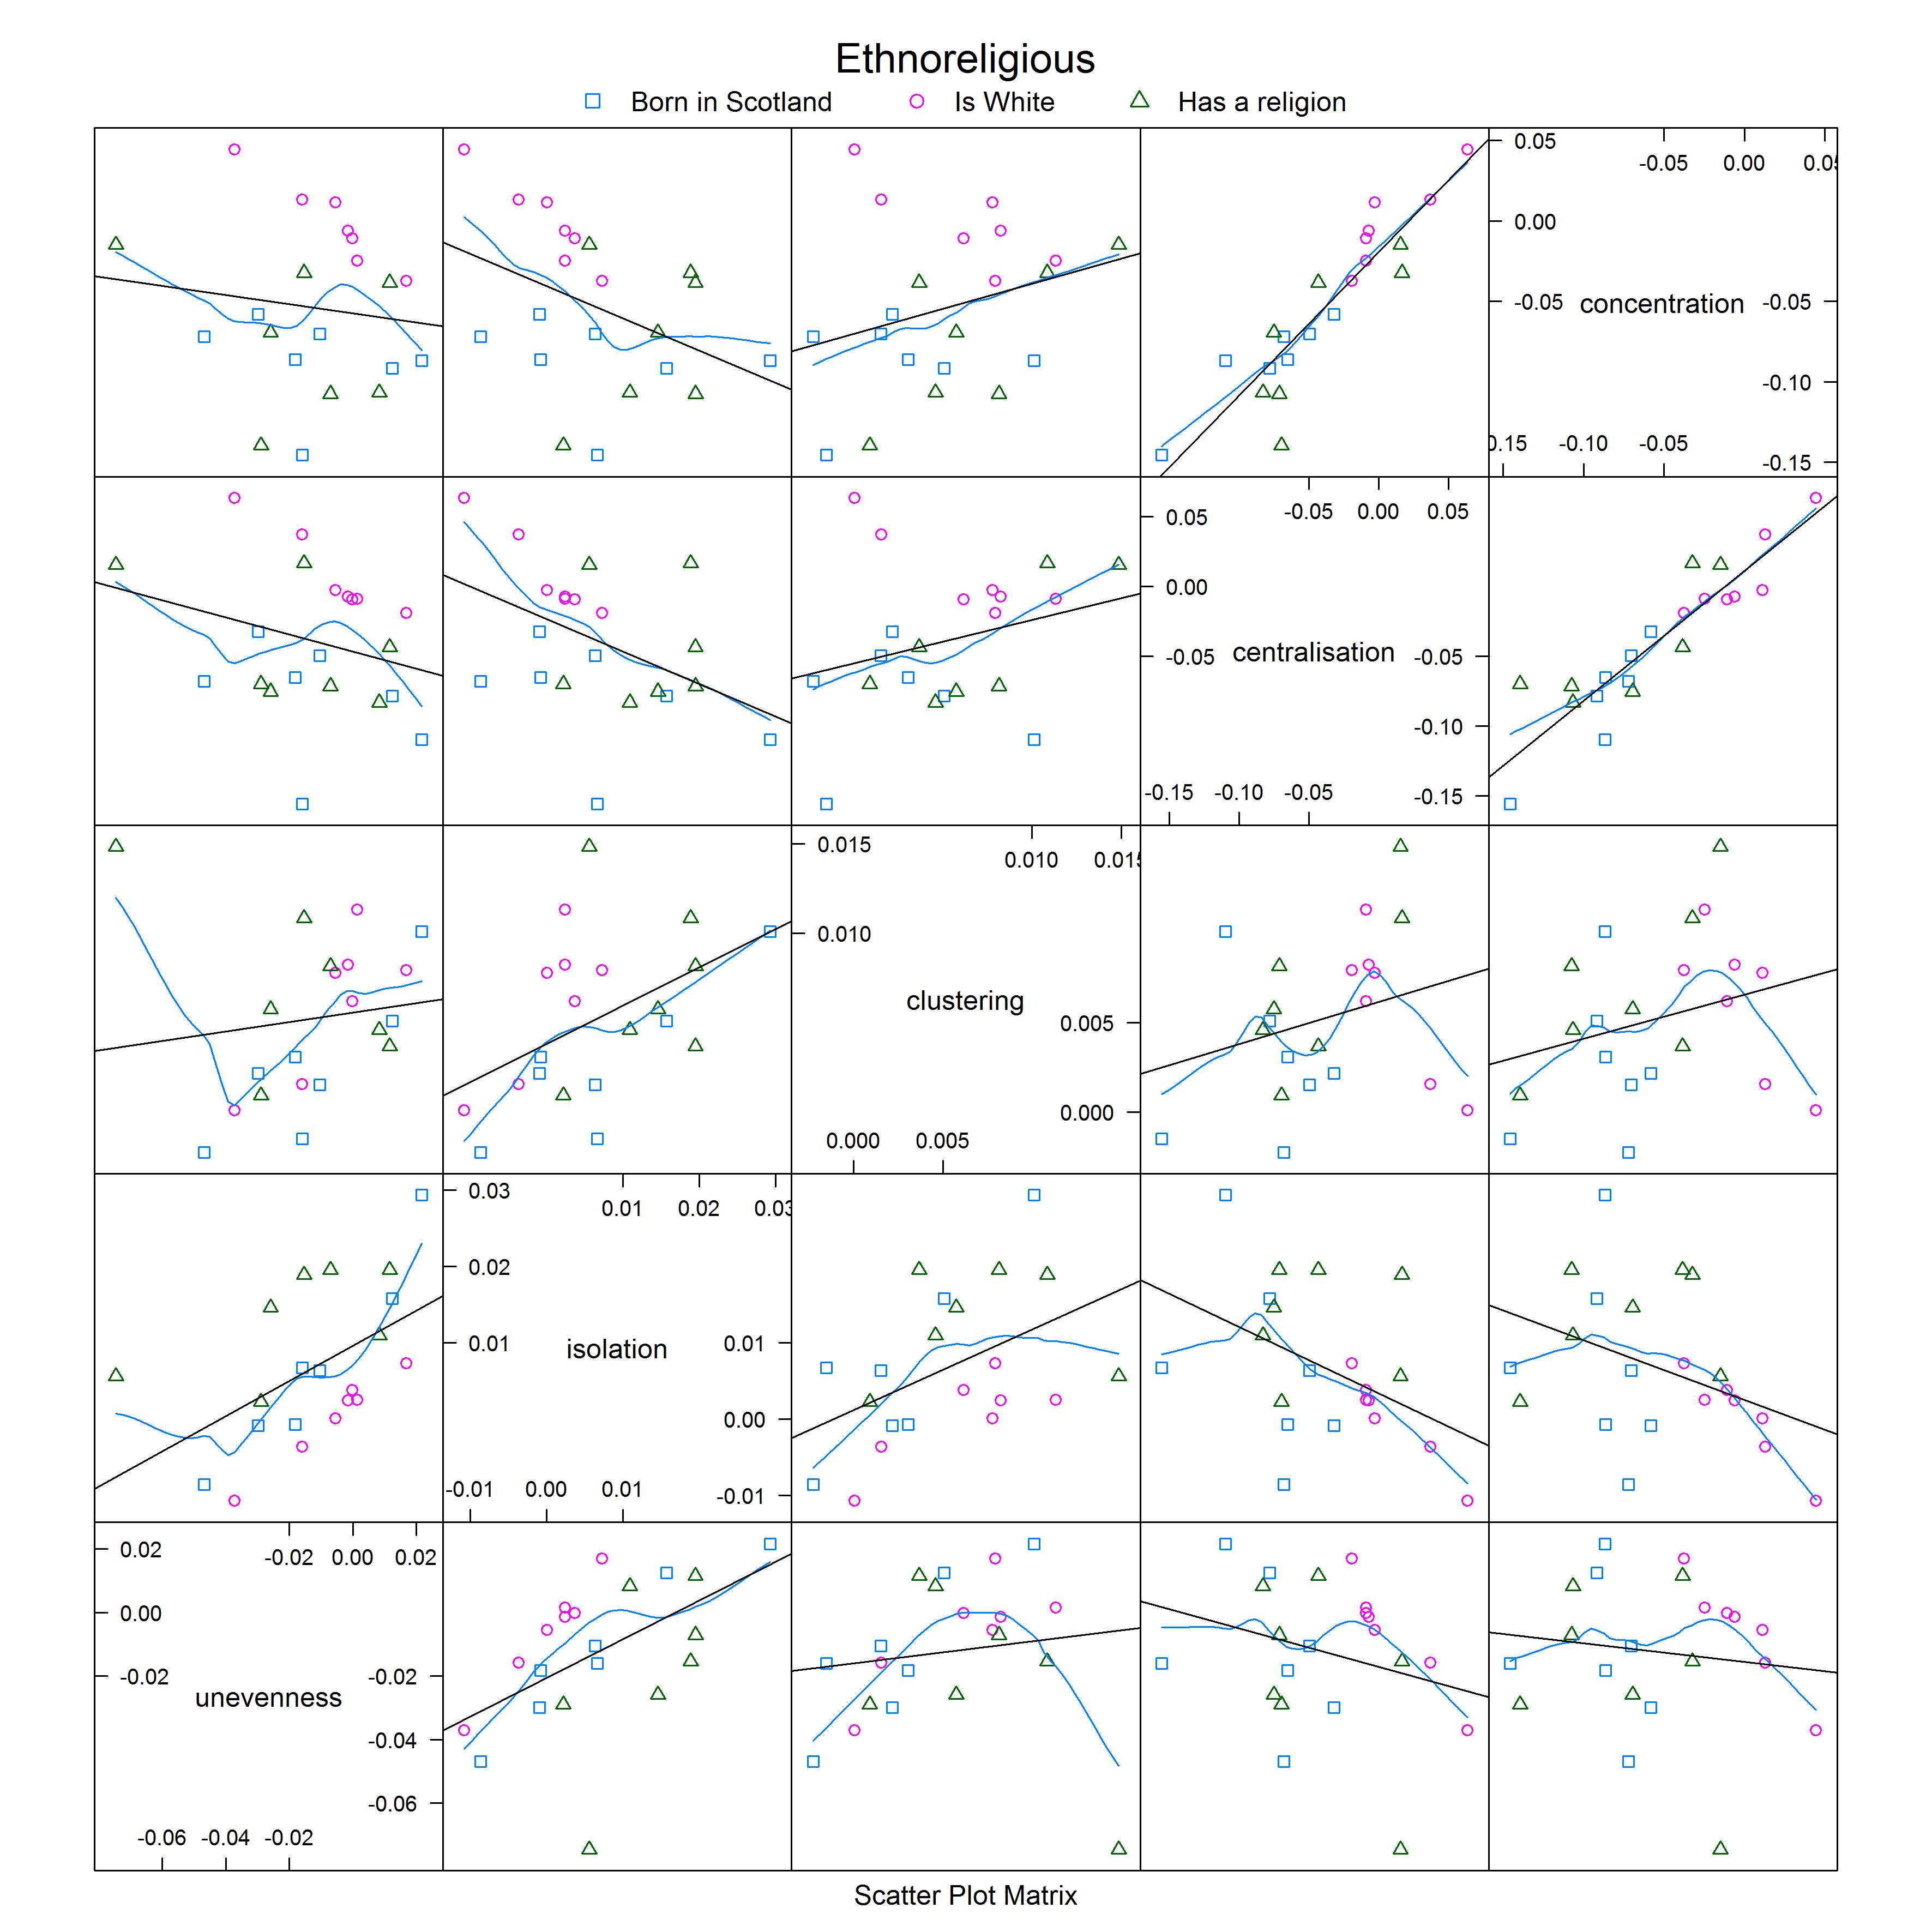 Ethnoreligious
Born in Scotland Is White Has a religion
0.05 -0.05 0.00 0.05
0.00
-0.05 concentration -0.05
-0.10
0.15 -0.10 -0.05
-0.15
-0.05 0.00 0.05
0.05
0.00
-0.05 centralisation -0.05
-0.10
-0.15 -0.10 -0.05
-0.15
0.015 0.010 0.015
0.010
clustering
0.005
0.000
0.000 0.005
0.03 0.01 0.02 0.03
0.02
0.01 isolation 0.01
0.00
-0.01 0.00 0.01 -0.01
0.02 -0.02 0.00 0.02
0.00
-0.02 unevenness -0.02
-0.04
-0.06
-0.06 -0.04 -0.02
Scatter Plot Matrix